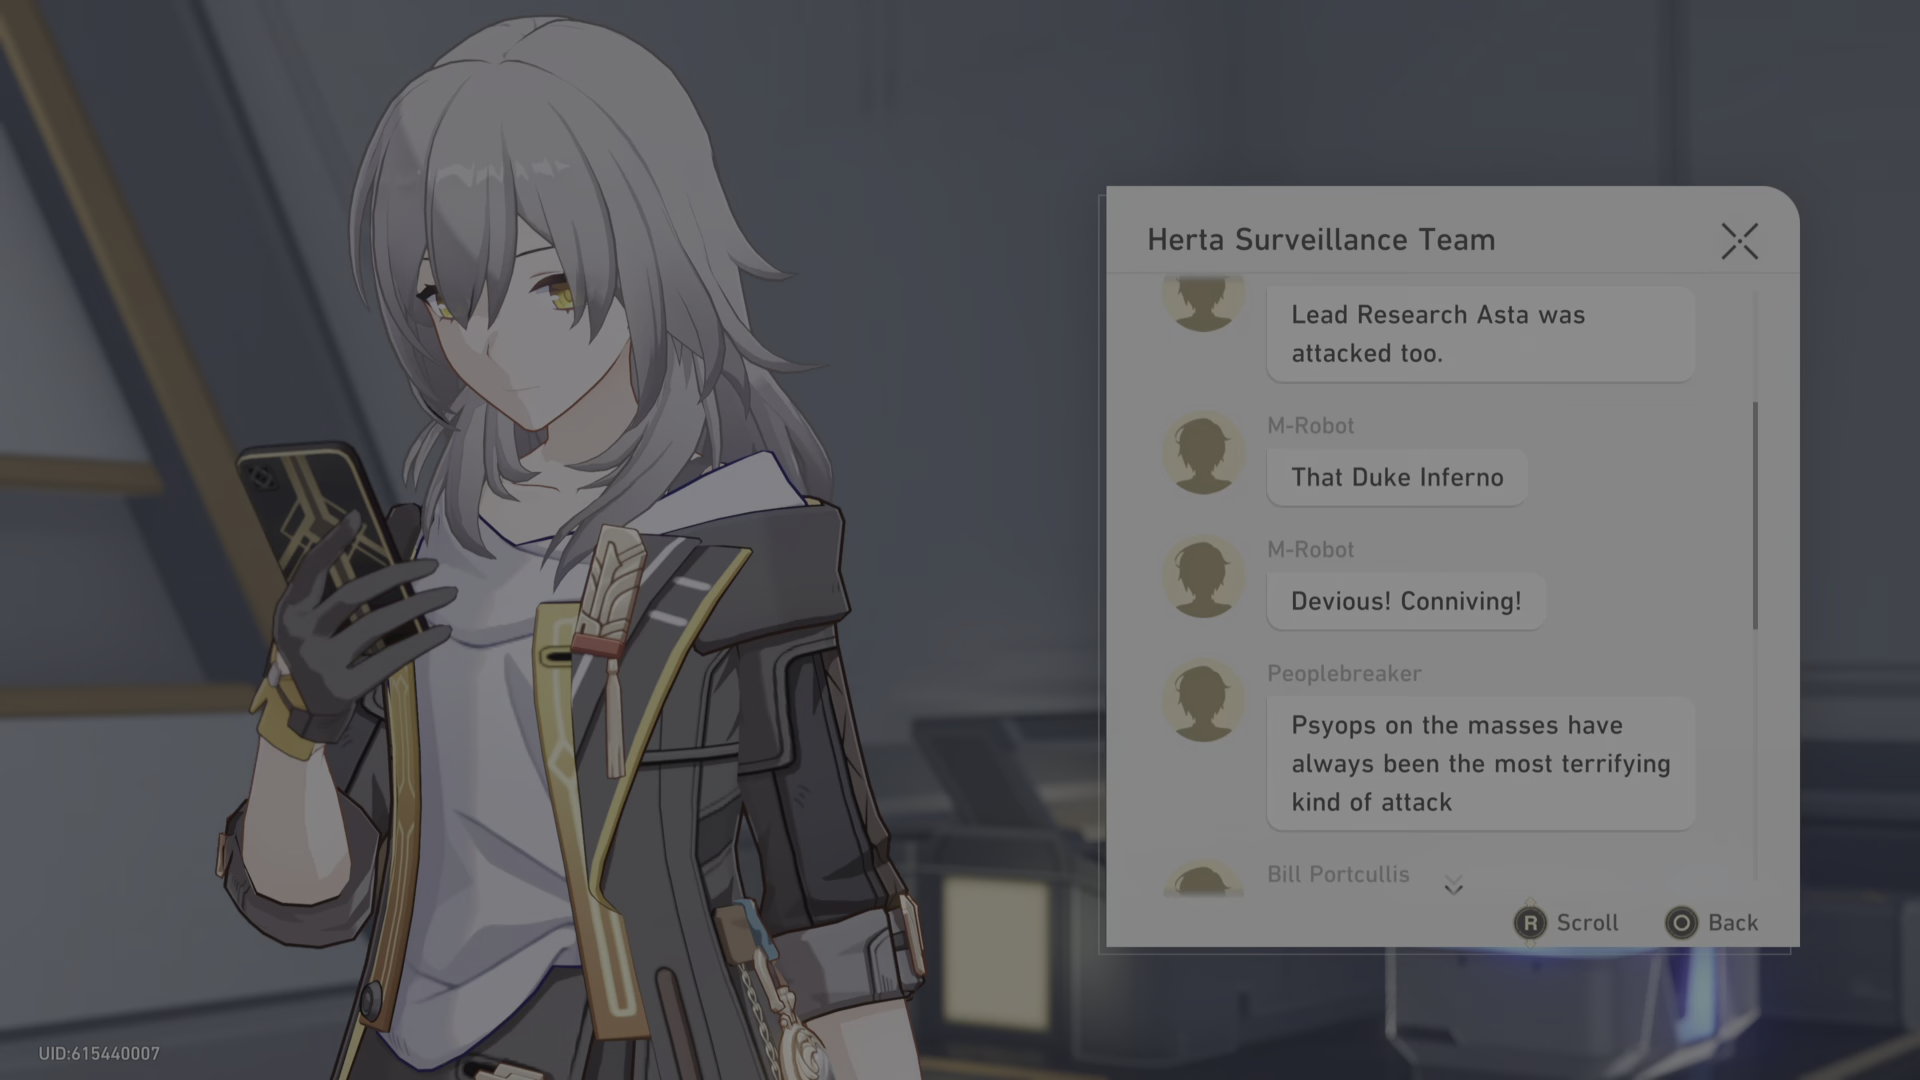 Herta Surveillance Team
Lead Research Asta was
attacked too.
M-Robot
That Duke Inferno
M-Robot
Devious! Conniving!
Peoplebreaker
Psyops on the masses have
always been the most terrifying
kind of attack
Bill Portcullis
R Scroll
Back
UID:615440007